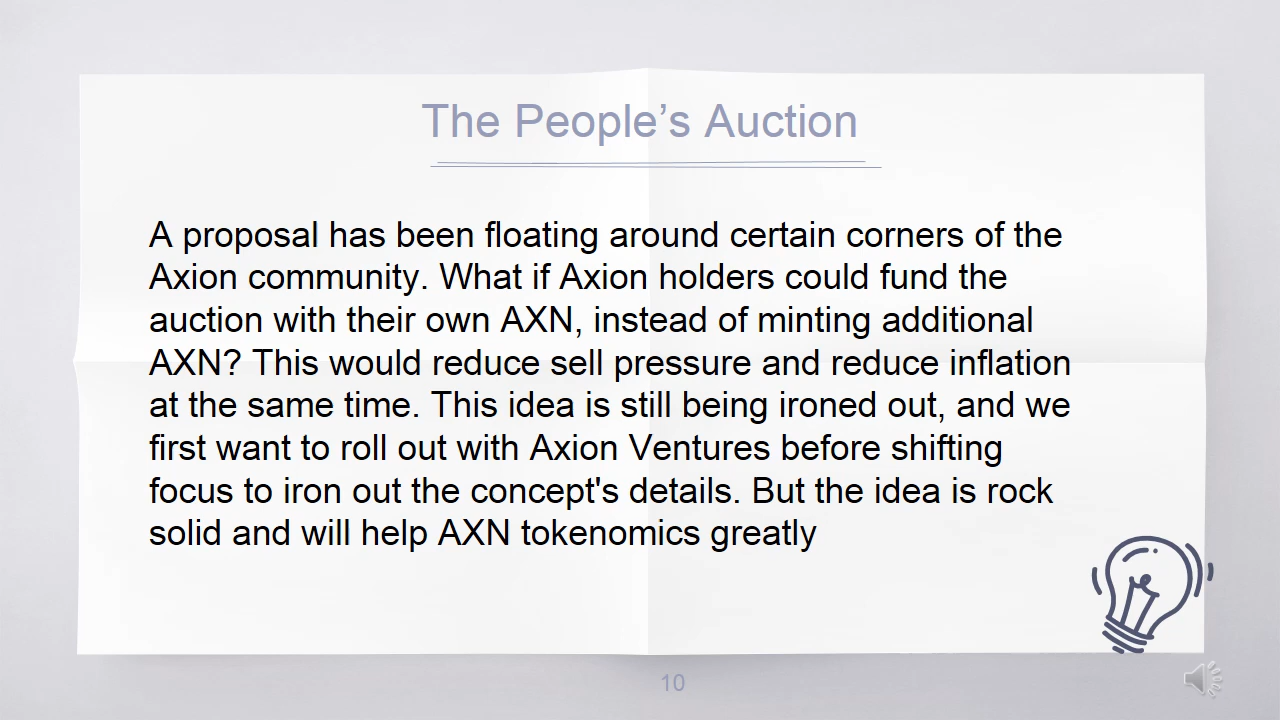 The People’s Auction
A proposal has been floating around certain corners of the
Axion community. What if Axion holders could fund the
auction with their own AXN, instead of minting additional
AXN? This would reduce sell pressure and reduce inflation
at the same time. This idea is still being ironed out, and we
first want to roll out with Axion Ventures before shifting
focus to iron out the concept's details. But the idea is rock
solid and will help AXN tokenomics greatly
10